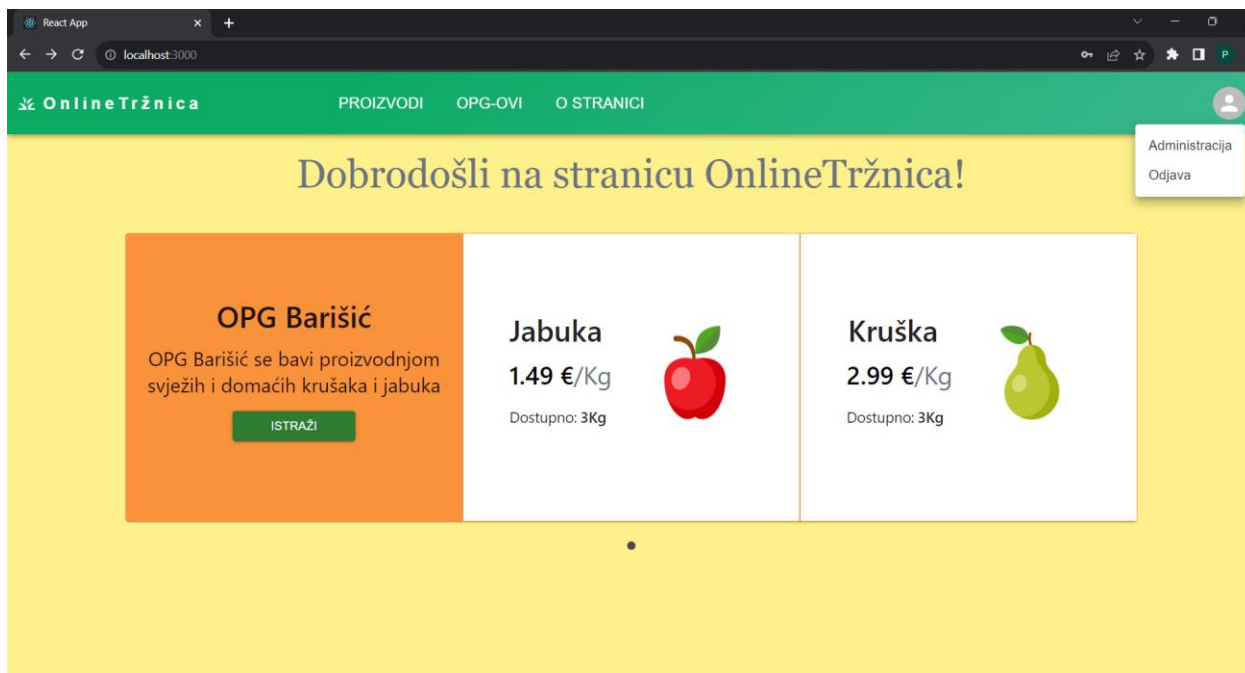 React App
localhost:3000
P
OnlineTržnica
PROIZVODI OPG-OVI O STRANICI
Administracija
Odjava
Dobrodošli na stranicu OnlineTržnica!
OPG Barišić
OPG Barišić se bavi proizvodnjom
svježih i domaćih krušaka i jabuka
ISTRAŽI
Jabuka
1.49 €/Kg
Dostupno: 3Kg
Kruška
2.99 €/Kg
Dostupno: 3Kg